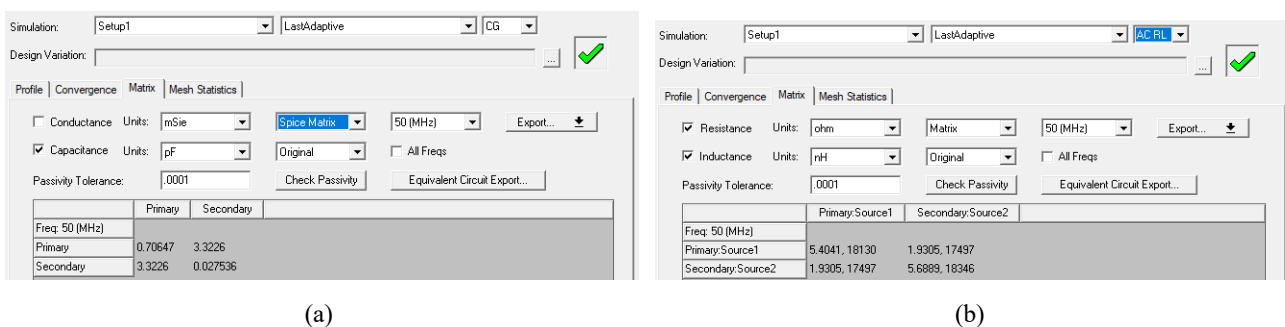 Simulation: Setup1 LastAdaptive CG
Design Variation: ...
Profile Convergence Matrix Mesh Statistics
Conductance Units: mSie Spice Matrix 50 (MHz) Export...
Capacitance Units: pF Original All Freqs
Passivity Tolerance: .0001 Check Passivity Equivalent Circuit Export...
Primary Secondary
Freq: 50 (MHz)
Primary 0.70647 3.3226
Secondary 3.3226 0.027536
(a)
Simulation: Setup1 LastAdaptive AC RL
Design Variation: ...
Profile Convergence Matrix Mesh Statistics
Resistance Units: ohm Matrix 50 (MHz) Export...
Inductance Units: nH Original All Freqs
Passivity Tolerance: .0001 Check Passivity Equivalent Circuit Export...
Primary:Source1 Secondary:Source2
Freq: 50 (MHz)
Primary:Source1 5.4041, 18130 1.9305, 17497
Secondary:Source2 1.9305, 17497 5.6889, 18346
(b)